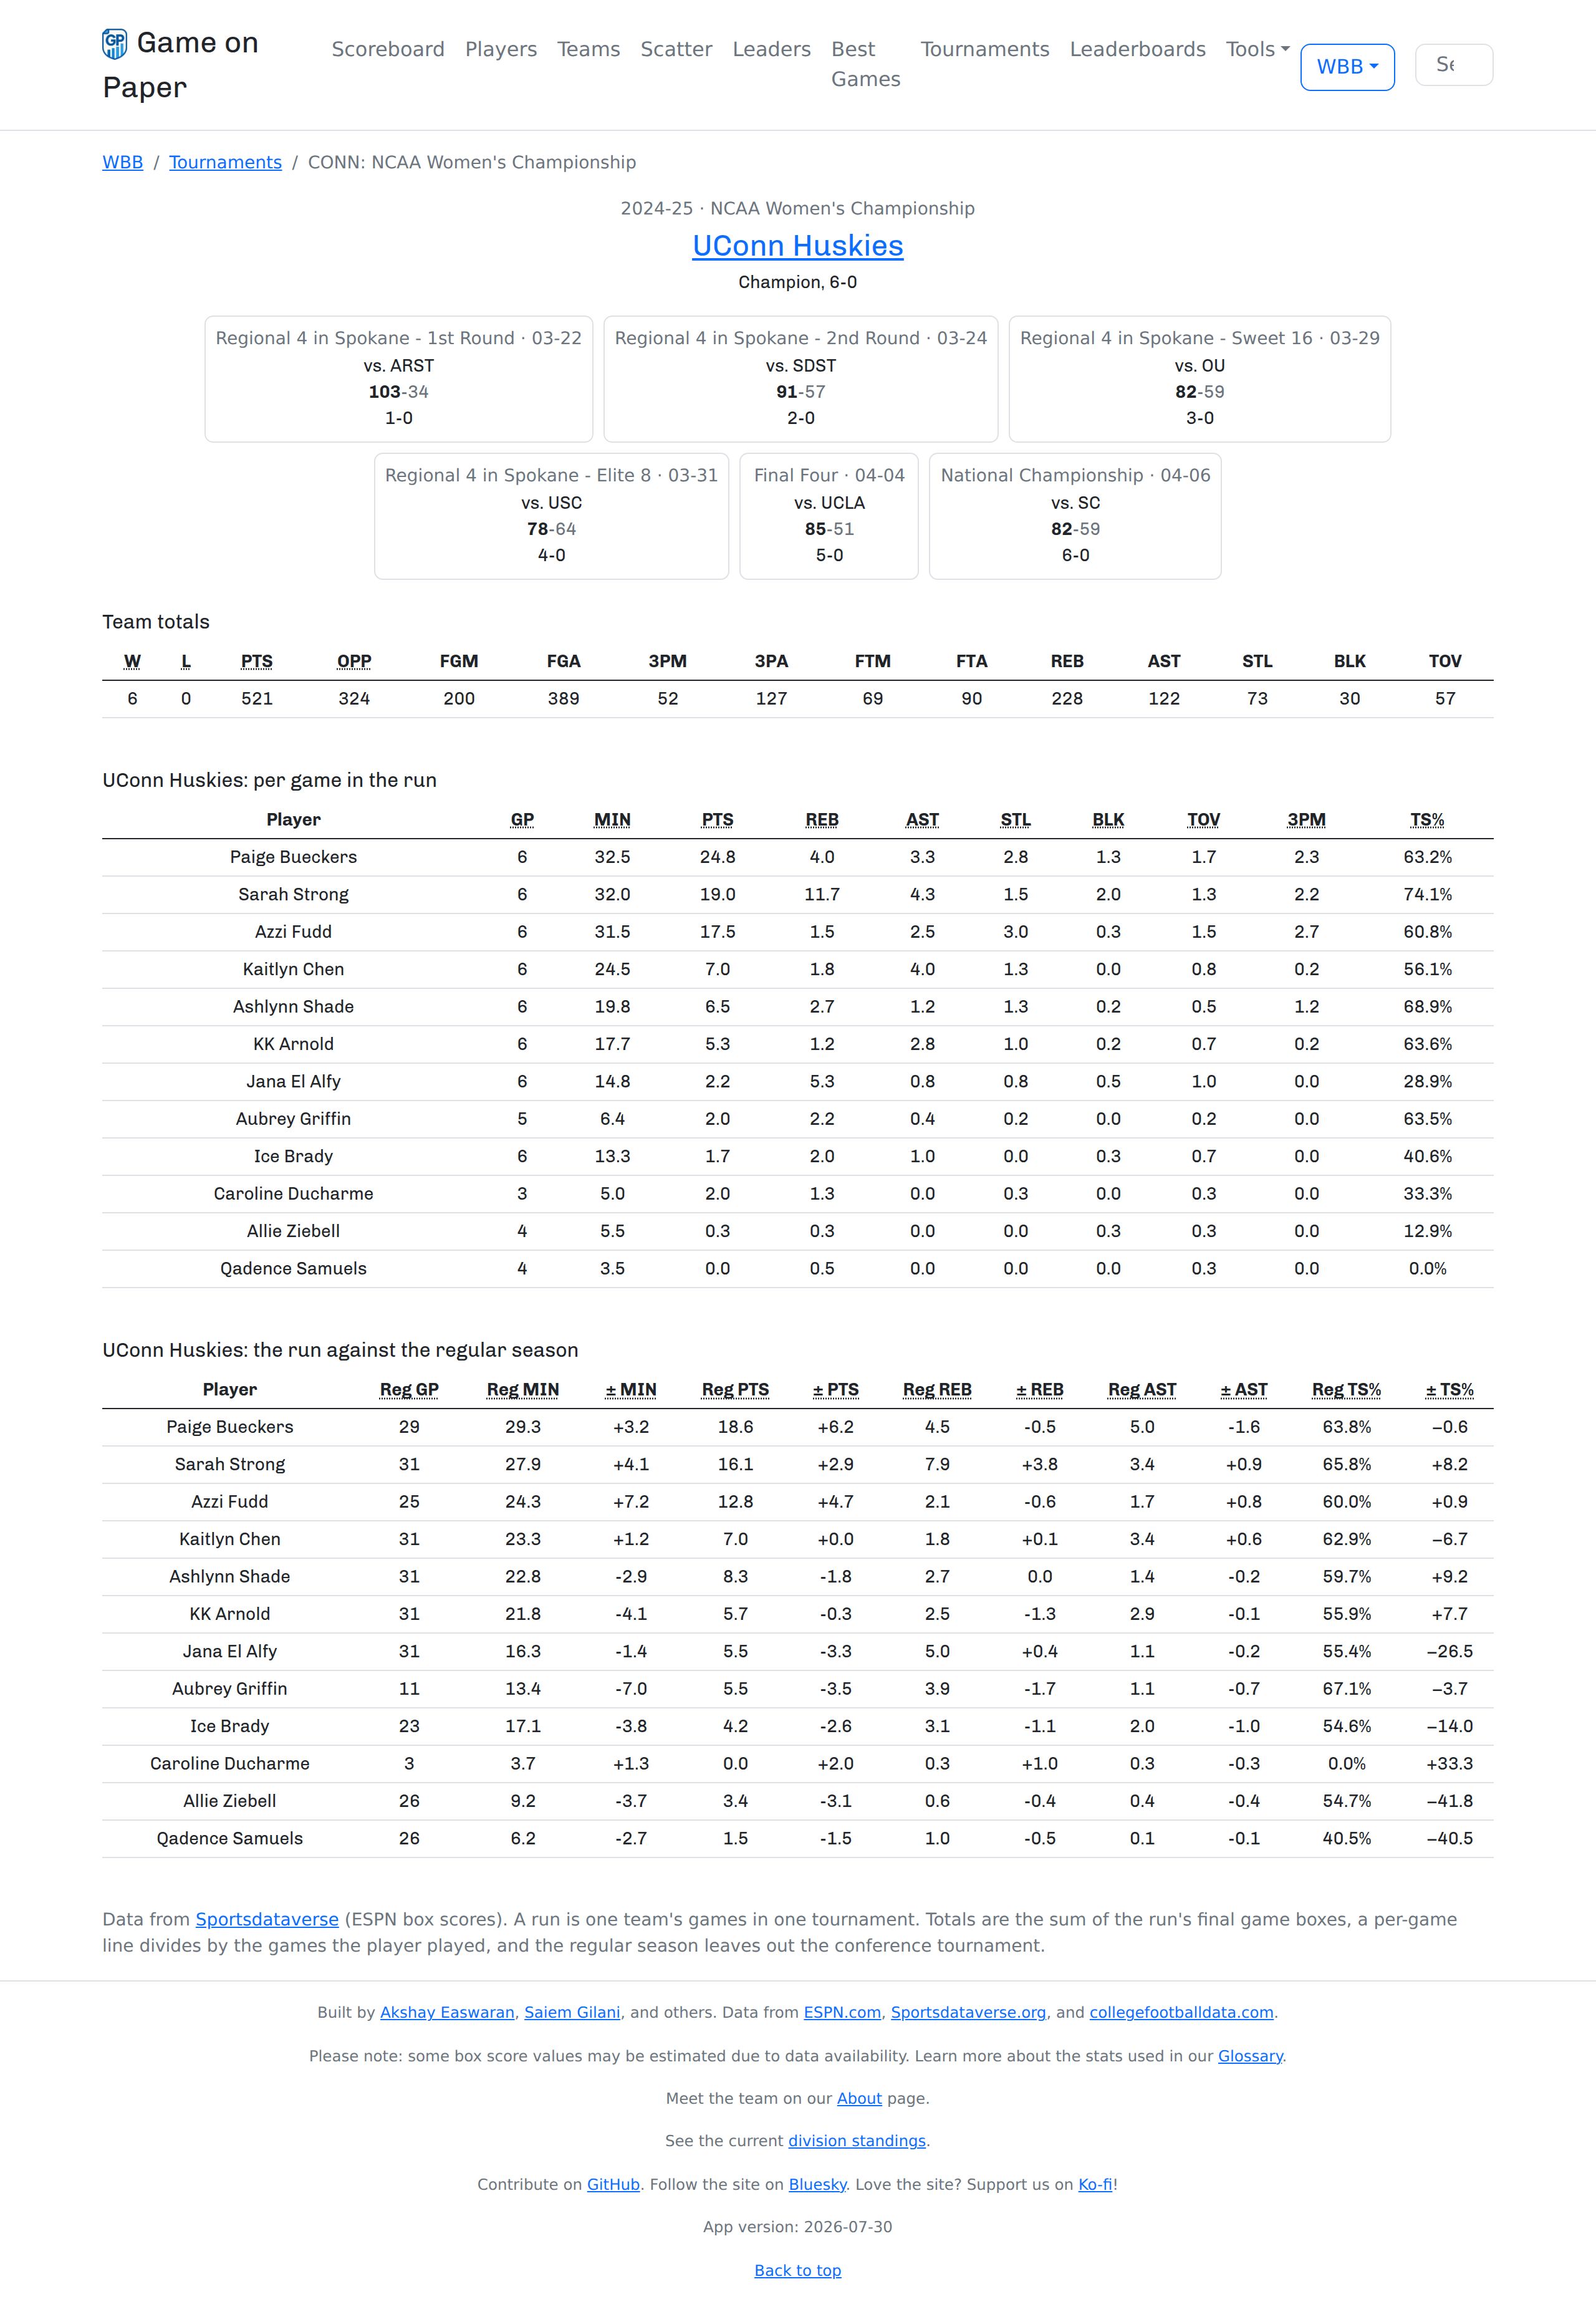 GP Game on Paper
Scoreboard Players Teams Scatter Leaders Best Games Tournaments Leaderboards Tools WBB
WBB / Tournaments / CONN: NCAA Women's Championship
2024-25 · NCAA Women's Championship
UConn Huskies
Champion, 6-0
Regional 4 in Spokane - 1st Round · 03-22
vs. ARST
103-34
1-0
Regional 4 in Spokane - 2nd Round · 03-24
vs. SDST
91-57
2-0
Regional 4 in Spokane - Sweet 16 · 03-29
vs. OU
82-59
3-0
Regional 4 in Spokane - Elite 8 · 03-31
vs. USC
78-64
4-0
Final Four · 04-04
vs. UCLA
85-51
5-0
National Championship · 04-06
vs. SC
82-59
6-0
Team totals
W L PTS OPP FGM FGA 3PM 3PA FTM FTA REB AST STL BLK TOV
6 0 521 324 200 389 52 127 69 90 228 122 73 30 57
UConn Huskies: per game in the run
Player GP MIN PTS REB AST STL BLK TOV 3PM TS%
Paige Bueckers 6 32.5 24.8 4.0 3.3 2.8 1.3 1.7 2.3 63.2%
Sarah Strong 6 32.0 19.0 11.7 4.3 1.5 2.0 1.3 2.2 74.1%
Azzi Fudd 6 31.5 17.5 1.5 2.5 3.0 0.3 1.5 2.7 60.8%
Kaitlyn Chen 6 24.5 7.0 1.8 4.0 1.3 0.0 0.8 0.2 56.1%
Ashlynn Shade 6 19.8 6.5 2.7 1.2 1.3 0.2 0.5 1.2 68.9%
KK Arnold 6 17.7 5.3 1.2 2.8 1.0 0.2 0.7 0.2 63.6%
Jana El Alfy 6 14.8 2.2 5.3 0.8 0.8 0.5 1.0 0.0 28.9%
Aubrey Griffin 5 6.4 2.0 2.2 0.4 0.2 0.0 0.2 0.0 63.5%
Ice Brady 6 13.3 1.7 2.0 1.0 0.0 0.3 0.7 0.0 40.6%
Caroline Ducharme 3 5.0 2.0 1.3 0.0 0.3 0.0 0.3 0.0 33.3%
Allie Ziebell 4 5.5 0.3 0.3 0.0 0.0 0.3 0.3 0.0 12.9%
Qadence Samuels 4 3.5 0.0 0.5 0.0 0.0 0.0 0.3 0.0 0.0%
UConn Huskies: the run against the regular season
Player Reg GP Reg MIN ± MIN Reg PTS ± PTS Reg REB ± REB Reg AST ± AST Reg TS% ± TS%
Paige Bueckers 29 29.3 +3.2 18.6 +6.2 4.5 -0.5 5.0 -1.6 63.8% −0.6
Sarah Strong 31 27.9 +4.1 16.1 +2.9 7.9 +3.8 3.4 +0.9 65.8% +8.2
Azzi Fudd 25 24.3 +7.2 12.8 +4.7 2.1 -0.6 1.7 +0.8 60.0% +0.9
Kaitlyn Chen 31 23.3 +1.2 7.0 +0.0 1.8 +0.1 3.4 +0.6 62.9% −6.7
Ashlynn Shade 31 22.8 -2.9 8.3 -1.8 2.7 0.0 1.4 -0.2 59.7% +9.2
KK Arnold 31 21.8 -4.1 5.7 -0.3 2.5 -1.3 2.9 -0.1 55.9% +7.7
Jana El Alfy 31 16.3 -1.4 5.5 -3.3 5.0 +0.4 1.1 -0.2 55.4% −26.5
Aubrey Griffin 11 13.4 -7.0 5.5 -3.5 3.9 -1.7 1.1 -0.7 67.1% −3.7
Ice Brady 23 17.1 -3.8 4.2 -2.6 3.1 -1.1 2.0 -1.0 54.6% −14.0
Caroline Ducharme 3 3.7 +1.3 0.0 +2.0 0.3 +1.0 0.3 -0.3 0.0% +33.3
Allie Ziebell 26 9.2 -3.7 3.4 -3.1 0.6 -0.4 0.4 -0.4 54.7% −41.8
Qadence Samuels 26 6.2 -2.7 1.5 -1.5 1.0 -0.5 0.1 -0.1 40.5% −40.5
Data from Sportsdataverse (ESPN box scores). A run is one team's games in one tournament. Totals are the sum of the run's final game boxes, a per-game
line divides by the games the player played, and the regular season leaves out the conference tournament.
Built by Akshay Easwaran, Saiem Gilani, and others. Data from ESPN.com, Sportsdataverse.org, and collegefootballdata.com.
Please note: some box score values may be estimated due to data availability. Learn more about the stats used in our Glossary.
Meet the team on our About page.
See the current division standings.
Contribute on GitHub. Follow the site on Bluesky. Love the site? Support us on Ko-fi!
App version: 2026-07-30
Back to top